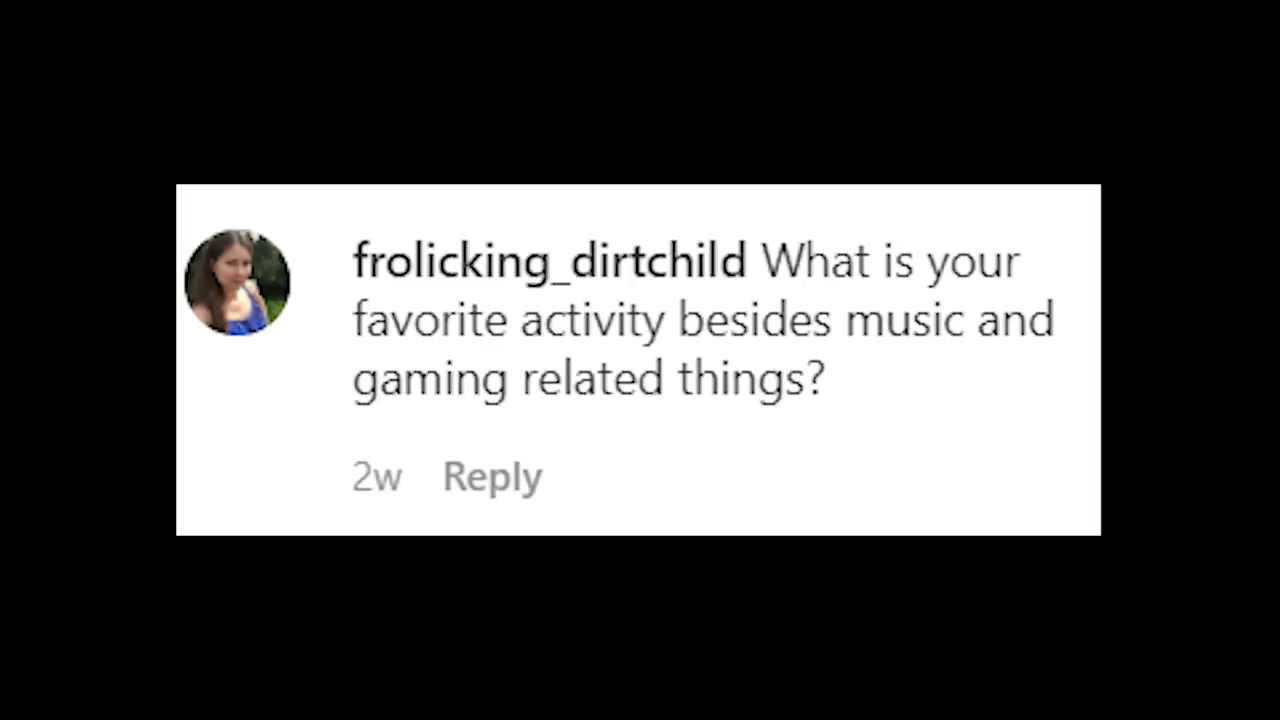 frolicking_dirtchild What is your
favorite activity besides music and
gaming related things?
2w Reply